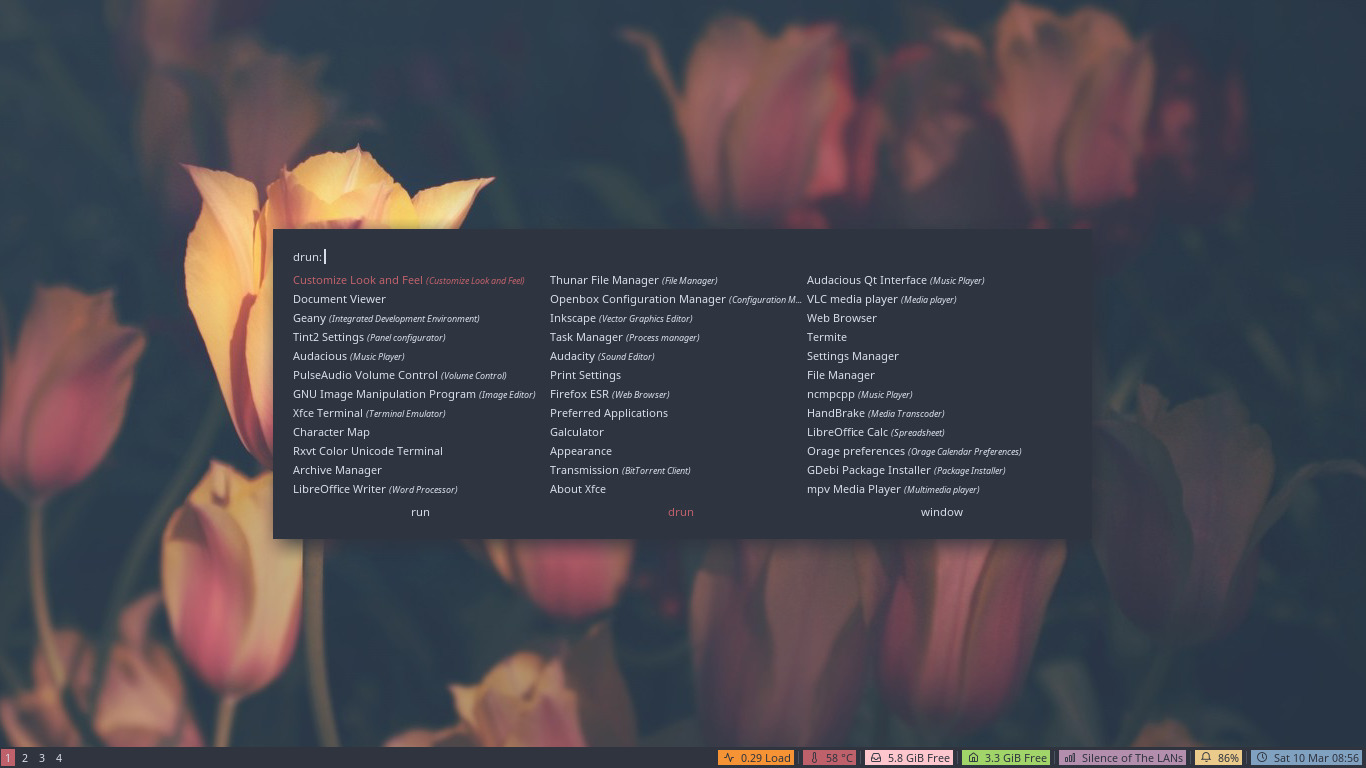 drun:
Customize Look and Feel (Customize Look and Feel) Thunar File Manager (File Manager) Audacious Qt Interface (Music Player)
Document Viewer Openbox Configuration Manager (Configuration M... VLC media player (Media player)
Geany (Integrated Development Environment) Inkscape (Vector Graphics Editor) Web Browser
Tint2 Settings (Panel configurator) Task Manager (Process manager) Termite
Audacious (Music Player) Audacity (Sound Editor) Settings Manager
PulseAudio Volume Control (Volume Control) Print Settings File Manager
GNU Image Manipulation Program (Image Editor) Firefox ESR (Web Browser) ncmpcpp (Music Player)
Xfce Terminal (Terminal Emulator) Preferred Applications HandBrake (Media Transcoder)
Character Map Galculator LibreOffice Calc (Spreadsheet)
Rxvt Color Unicode Terminal Appearance Orage preferences (Orage Calendar Preferences)
Archive Manager Transmission (BitTorrent Client) GDebi Package Installer (Package Installer)
LibreOffice Writer (Word Processor) About Xfce mpv Media Player (Multimedia player)
run drun window
1 2 3 4 0.29 Load 58 °C 5.8 GiB Free 3.3 GiB Free Silence of The LANs 86% Sat 10 Mar 08:56